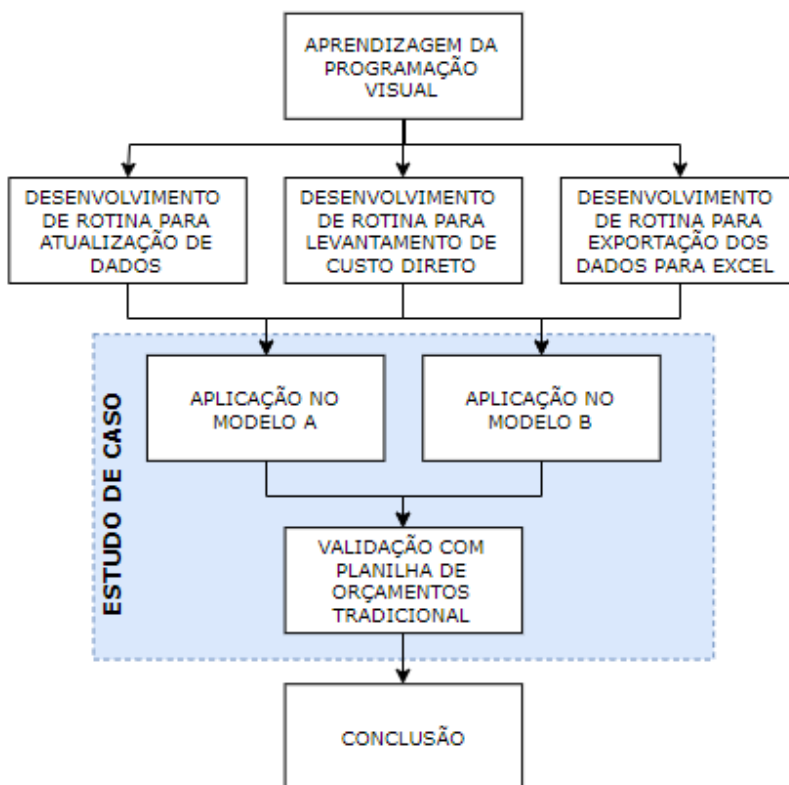 APRENDIZAGEM DA
PROGRAMAÇÃO
VISUAL
DESENVOLVIMENTO
DE ROTINA PARA
ATUALIZAÇÃO DE
DADOS
DESENVOLVIMENTO
DE ROTINA PARA
LEVANTAMENTO DE
CUSTO DIRETO
DESENVOLVIMENTO
DE ROTINA PARA
EXPORTAÇÃO DOS
DADOS PARA EXCEL
ESTUDO DE CASO
APLICAÇÃO NO
MODELO A
APLICAÇÃO NO
MODELO B
VALIDAÇÃO COM
PLANILHA DE
ORÇAMENTOS
TRADICIONAL
CONCLUSÃO